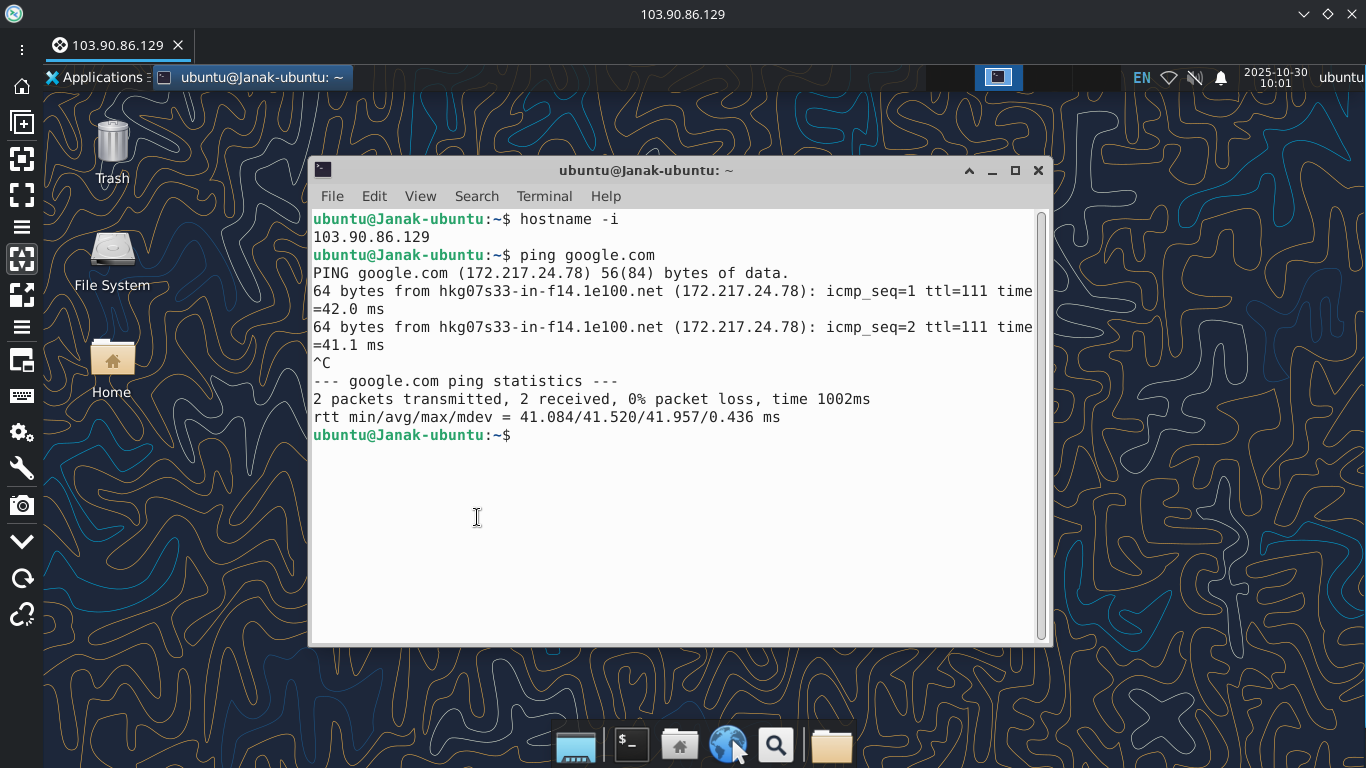 103.90.86.129
103.90.86.129
Applications
ubuntu@Janak-ubuntu: ~
EN
2025-10-30
10:01
ubuntu
Trash
File System
Home
ubuntu@Janak-ubuntu: ~
File Edit View Search Terminal Help
ubuntu@Janak-ubuntu:~$ hostname -i
103.90.86.129
ubuntu@Janak-ubuntu:~$ ping google.com
PING google.com (172.217.24.78) 56(84) bytes of data.
64 bytes from hkg07s33-in-f14.1e100.net (172.217.24.78): icmp_seq=1 ttl=111 time
=42.0 ms
64 bytes from hkg07s33-in-f14.1e100.net (172.217.24.78): icmp_seq=2 ttl=111 time
=41.1 ms
^C
--- google.com ping statistics ---
2 packets transmitted, 2 received, 0% packet loss, time 1002ms
rtt min/avg/max/mdev = 41.084/41.520/41.957/0.436 ms
ubuntu@Janak-ubuntu:~$
$-